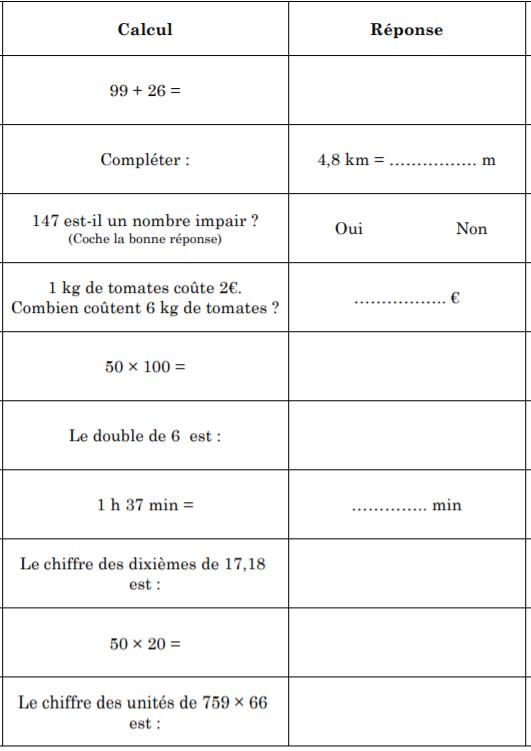 Calcul
Réponse
99 + 26 =
Compléter :
4,8 km = ................ m
147 est-il un nombre impair ?
(Coche la bonne réponse)
Oui
Non
1 kg de tomates coûte 2€.
Combien coûtent 6 kg de tomates ?
................. €
50 × 100 =
Le double de 6 est :
1 h 37 min =
.............. min
Le chiffre des dixièmes de 17,18
est :
50 × 20 =
Le chiffre des unités de 759 × 66
est :